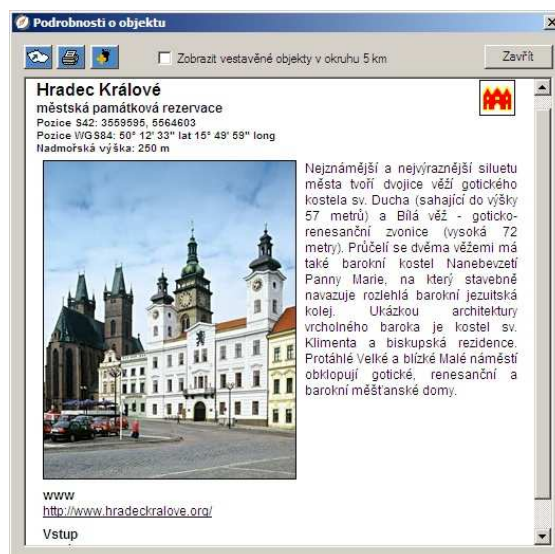 Podrobnosti o objektu
Zobrazit vestavěné objekty v okruhu 5 km
Zavřít
Hradec Králové
městská památková rezervace
Pozice S42: 3559595, 5564603
Pozice WGS84: 50° 12' 33" lat 15° 49' 59" long
Nadmořská výška: 250 m
Nejznámější a nejvýraznější siluetu
města tvoří dvojice věží gotického
kostela sv. Ducha (sahající do výšky
57 metrů) a Bílá věž - goticko-
renesanční zvonice (vysoká 72
metry). Průčelí se dvěma věžemi má
také barokní kostel Nanebevzetí
Panny Marie, na který stavebně
navazuje rozlehlá barokní jezuitská
kolej. Ukázkou architektury
vrcholného baroka je kostel sv.
Klimenta a biskupská rezidence.
Protáhlé Velké a blízké Malé náměstí
obklopují gotické, renesanční a
barokní měšťanské domy.
www
http://www.hradeckralove.org/
Vstup